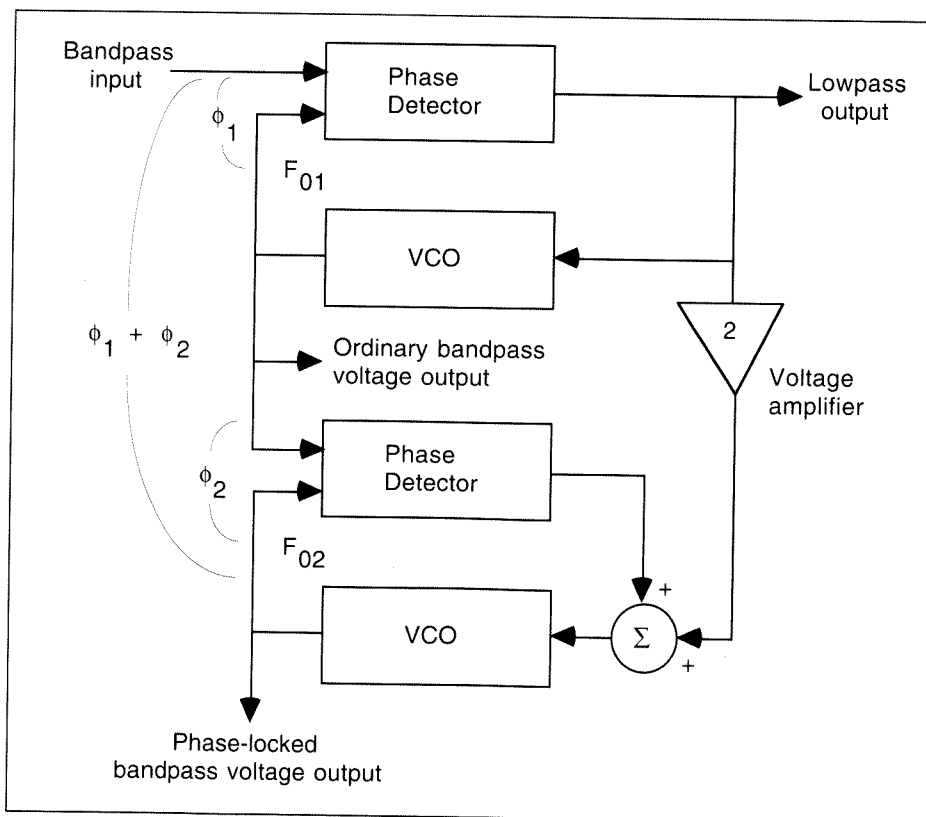 Bandpass
input
Phase
Detector
Lowpass
output
ϕ1
F01
VCO
2
ϕ1 + ϕ2
Ordinary bandpass
voltage output
Voltage
amplifier
Phase
Detector
ϕ2
F02
+
VCO
Σ
+
Phase-locked
bandpass voltage output